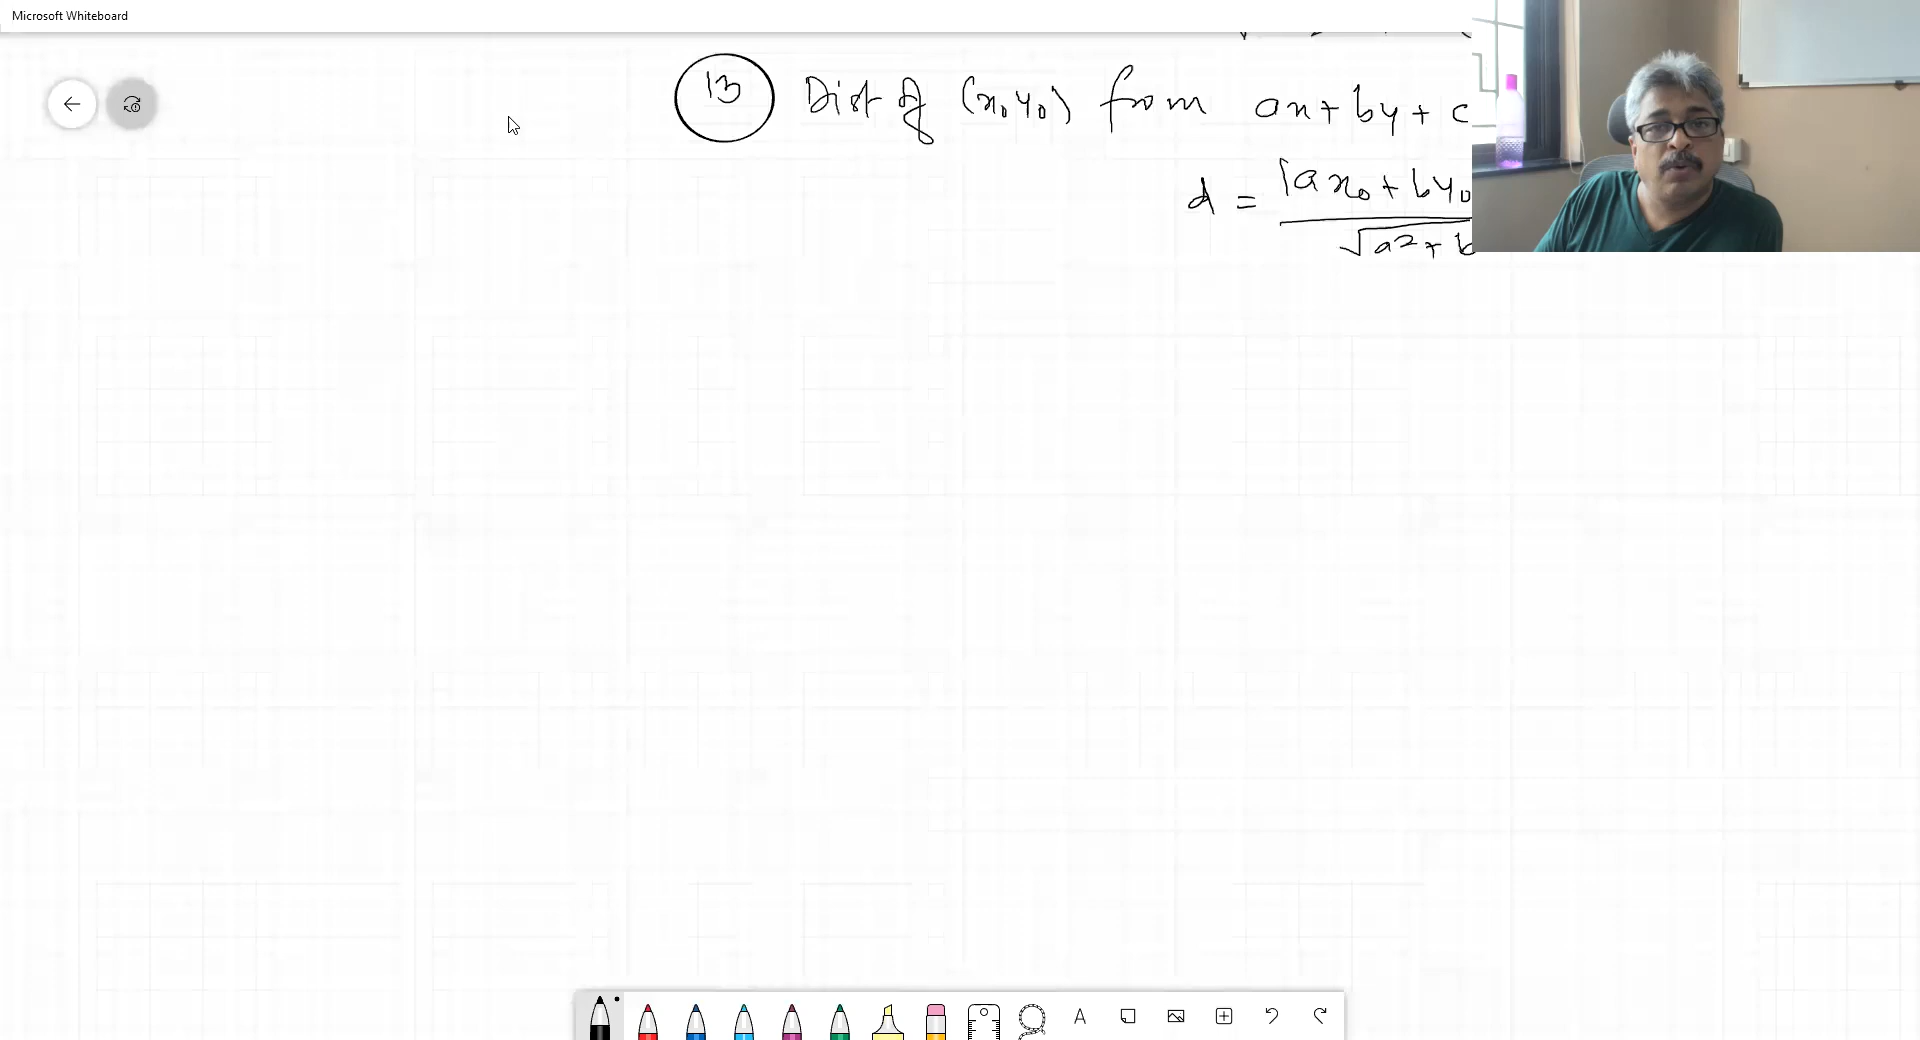 Microsoft Whiteboard
13 Dist of (x₀ y₀) from ax + by + c
d = |ax₀ + by₀
√a² + b
A